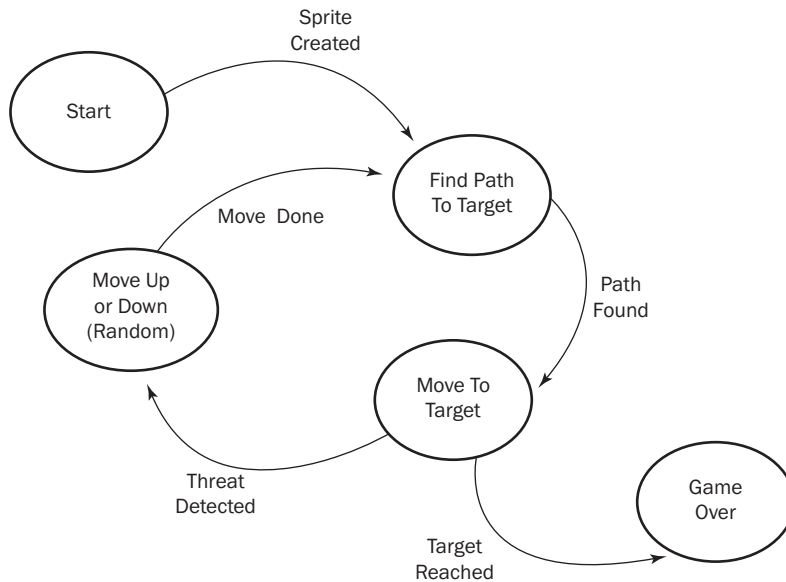 Sprite
Created
Start
Find Path
To Target
Move Done
Move Up
or Down
(Random)
Path
Found
Move To
Target
Threat
Detected
Game
Over
Target
Reached